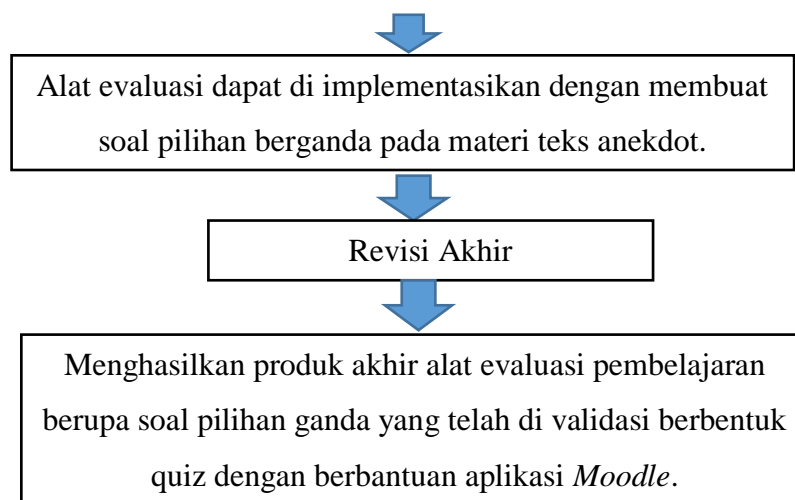 Alat evaluasi dapat di implementasikan dengan membuat
soal pilihan berganda pada materi teks anekdot.
Revisi Akhir
Menghasilkan produk akhir alat evaluasi pembelajaran
berupa soal pilihan ganda yang telah di validasi berbentuk
quiz dengan berbantuan aplikasi Moodle.